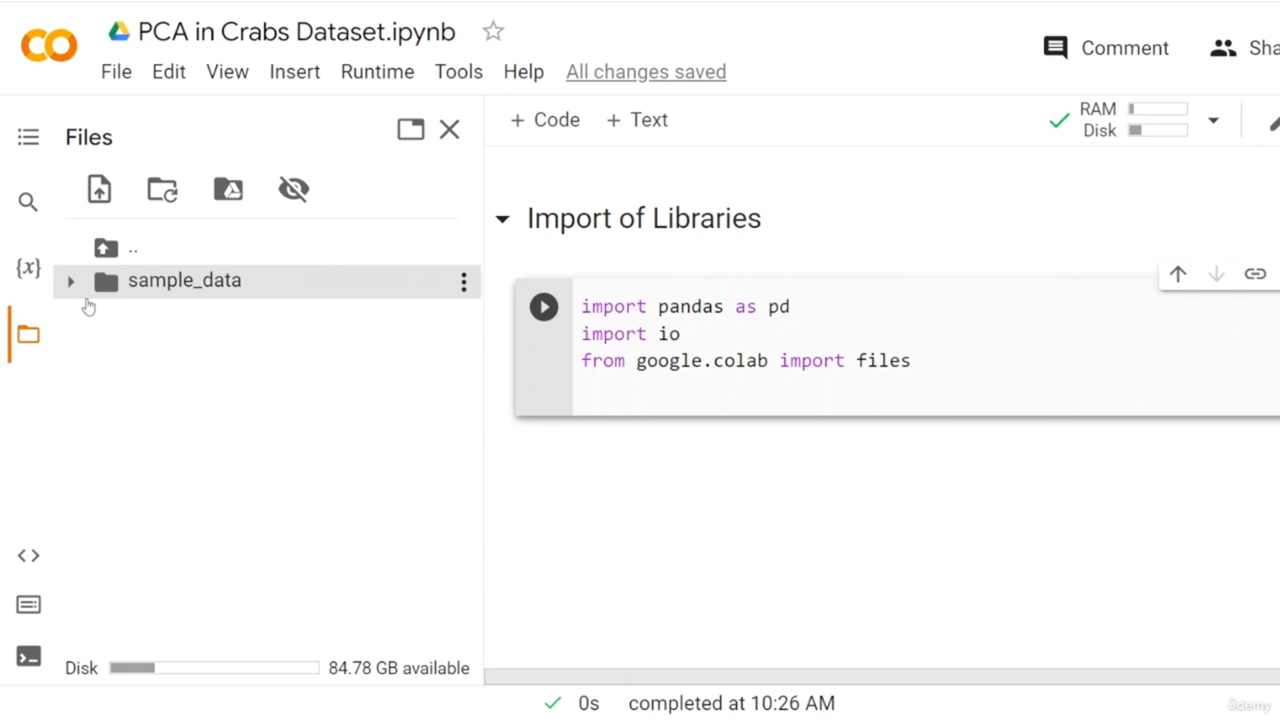 PCA in Crabs Dataset.ipynb
File Edit View Insert Runtime Tools Help All changes saved
Comment
Sha
Files
+ Code + Text
RAM
Disk
..
{x}
sample_data
Import of Libraries
import pandas as pd
import io
from google.colab import files
Disk 84.78 GB available
0s completed at 10:26 AM
ûdemy